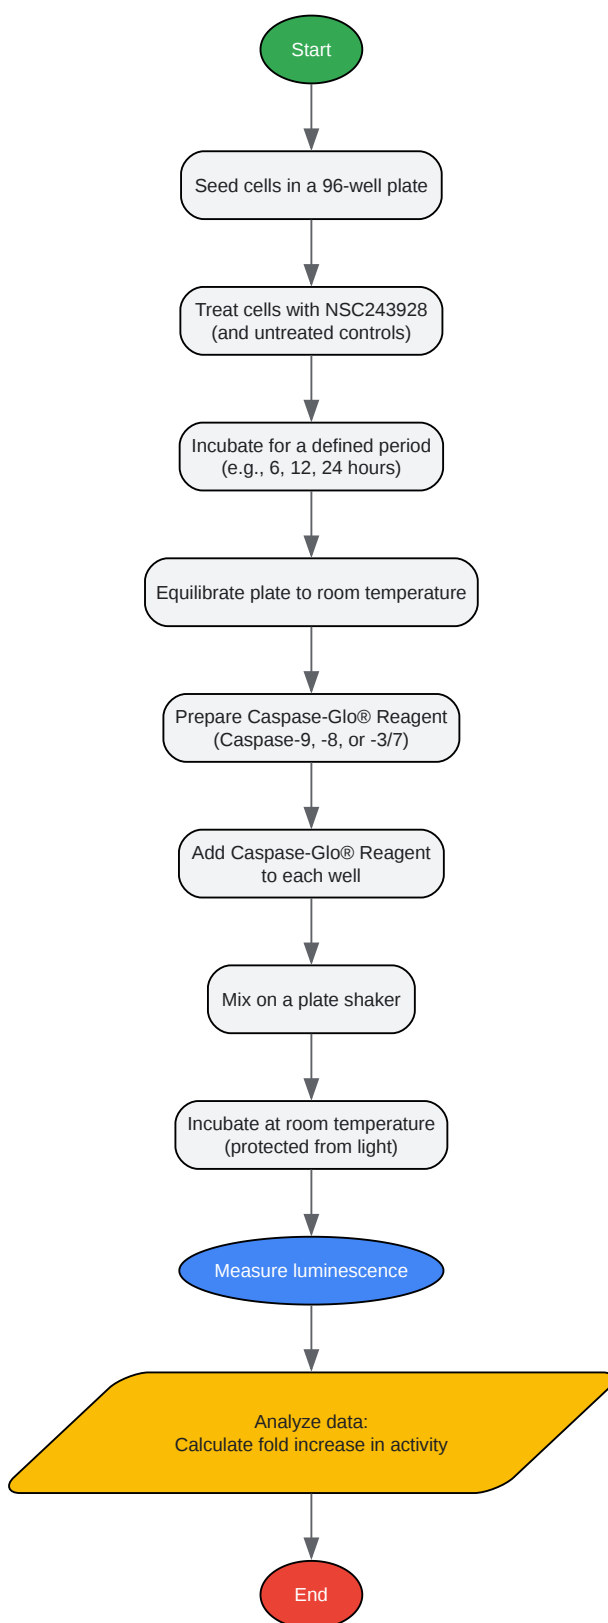 Start
Seed cells in a 96-well plate
Treat cells with NSC243928
(and untreated controls)
Incubate for a defined period
(e.g., 6, 12, 24 hours)
Equilibrate plate to room temperature
Prepare Caspase-Glo® Reagent
(Caspase-9, -8, or -3/7)
Add Caspase-Glo® Reagent
to each well
Mix on a plate shaker
Incubate at room temperature
(protected from light)
Measure luminescence
Analyze data:
Calculate fold increase in activity
End